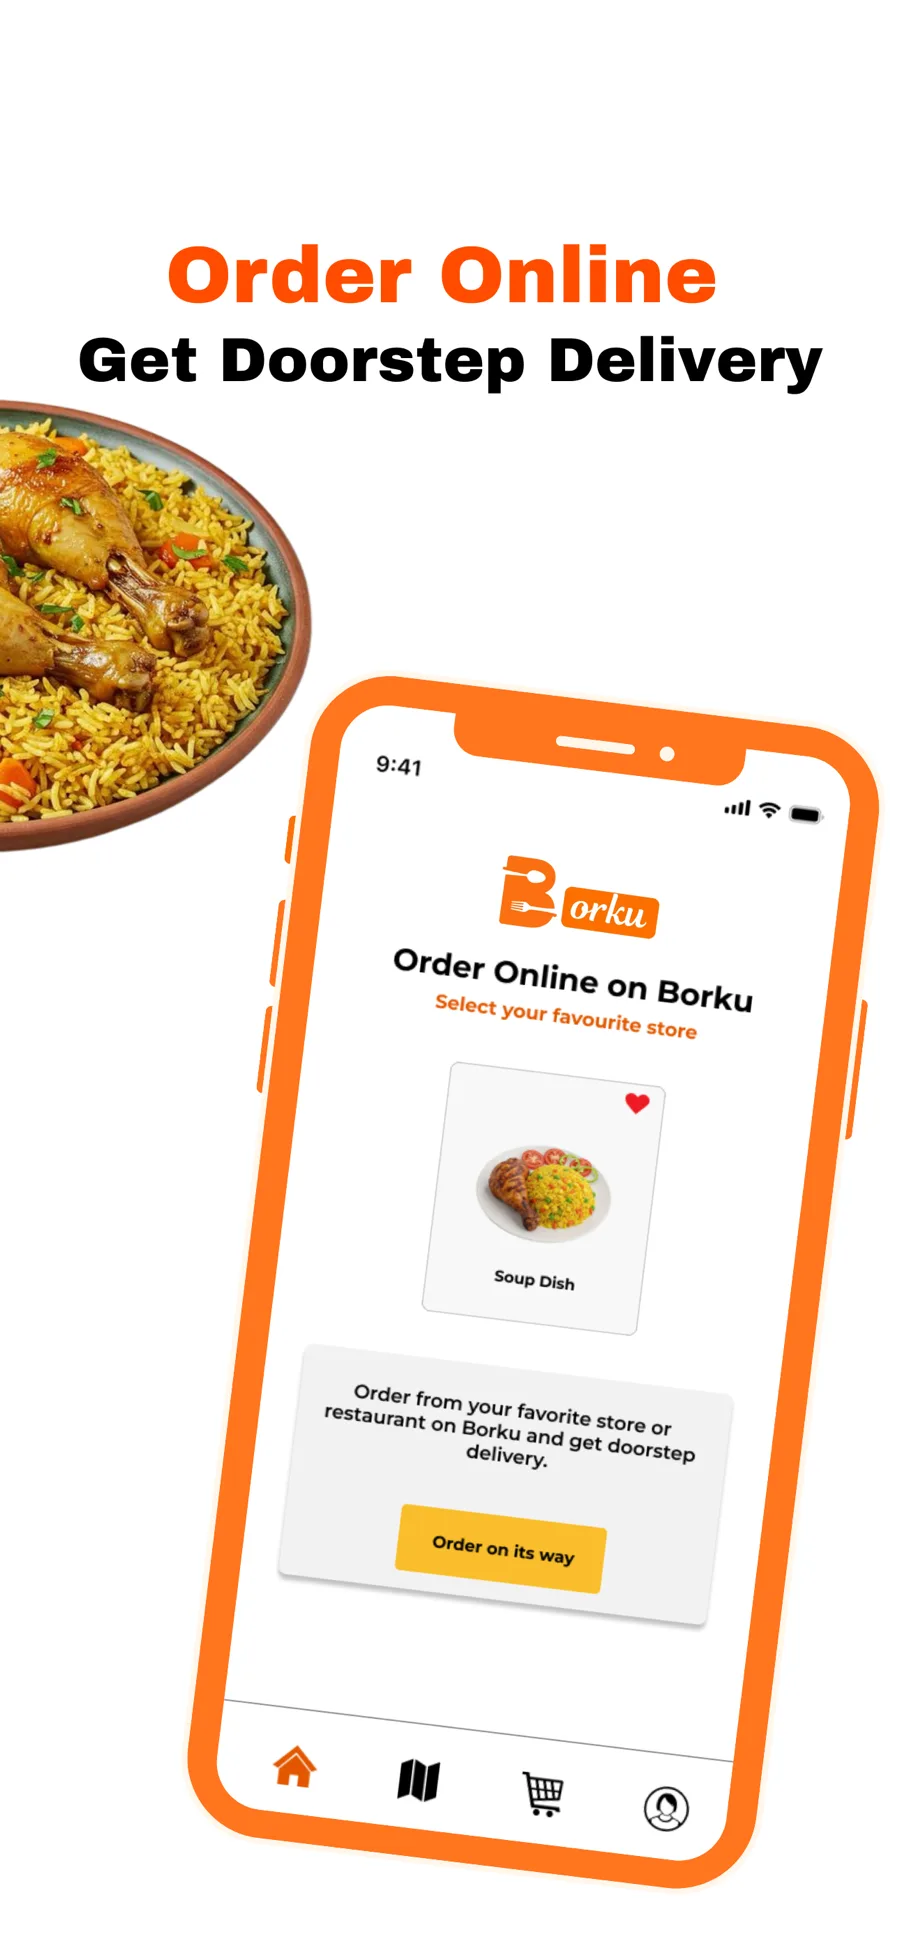 Order Online
Get Doorstep Delivery
9:41
Borku
Order Online on Borku
Select your favourite store
Soup Dish
Order from your favorite store or
restaurant on Borku and get doorstep
delivery.
Order on its way